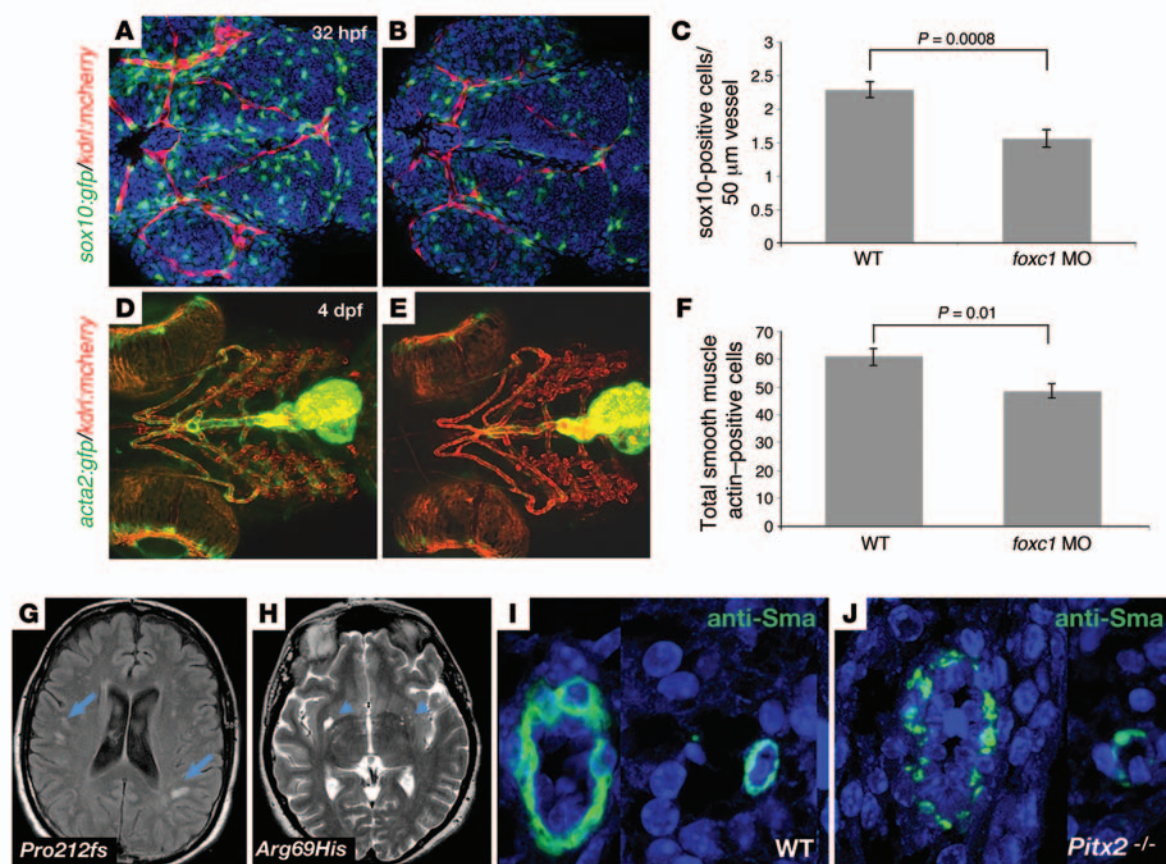 A
32 hpf
B
sox10:gfp/kdrl:mcherry
C
P = 0.0008
sox10-positive cells/
50 µm vessel
3
2.5
2
1.5
1
0.5
0
WT
foxc1 MO
D
4 dpf
E
acta2:gfp/kdrl:mcherry
F
P = 0.01
Total smooth muscle
actin–positive cells
70
60
50
40
30
20
10
0
WT
foxc1 MO
G
Pro212fs
H
Arg69His
I
anti-Sma
WT
J
anti-Sma
Pitx2 -/-